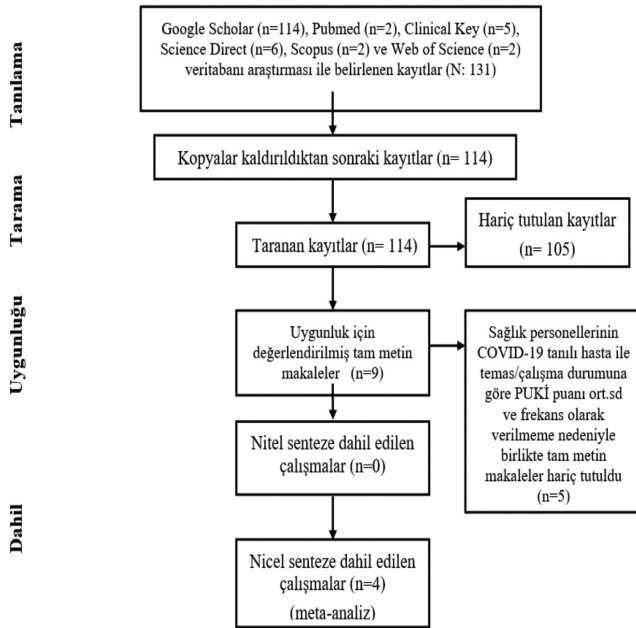 Tanılama
Google Scholar (n=114), Pubmed (n=2), Clinical Key (n=5),
Science Direct (n=6), Scopus (n=2) ve Web of Science (n=2)
veritabanı araştırması ile belirlenen kayıtlar (N: 131)
Kopyalar kaldırıldıktan sonraki kayıtlar (n= 114)
Tarama
Taranan kayıtlar (n= 114)
Hariç tutulan kayıtlar
(n= 105)
Uygunluğu
Uygunluk için
değerlendirilmiş tam metin
makaleler (n=9)
Sağlık personellerinin
COVID-19 tanılı hasta ile
temas/çalışma durumuna
göre PUKİ puanı ort.sd
ve frekans olarak
verilmeme nedeniyle
birlikte tam metin
makaleler hariç tutuldu
(n=5)
Nitel senteze dahil edilen
çalışmalar (n=0)
Dahil
Nicel senteze dahil edilen
çalışmalar (n=4)
(meta-analiz)